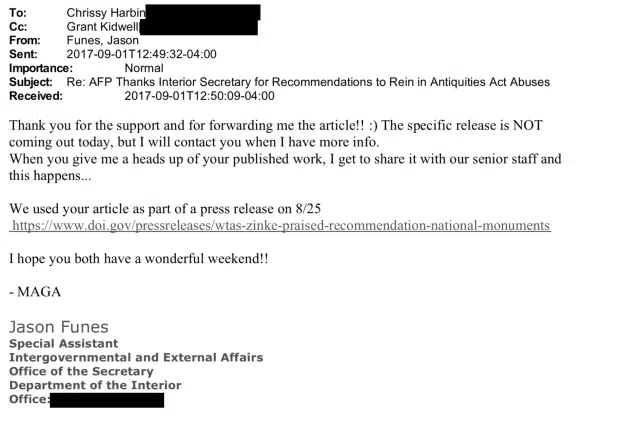 To: Chrissy Harbin
Cc: Grant Kidwell
From: Funes, Jason
Sent: 2017-09-01T12:49:32-04:00
Importance: Normal
Subject: Re: AFP Thanks Interior Secretary for Recommendations to Rein in Antiquities Act Abuses
Received: 2017-09-01T12:50:09-04:00
Thank you for the support and for forwarding me the article!! :) The specific release is NOT
coming out today, but I will contact you when I have more info.
When you give me a heads up of your published work, I get to share it with our senior staff and
this happens...
We used your article as part of a press release on 8/25
https://www.doi.gov/pressreleases/wtas-zinke-praised-recommendation-national-monuments
I hope you both have a wonderful weekend!!
- MAGA
Jason Funes
Special Assistant
Intergovernmental and External Affairs
Office of the Secretary
Department of the Interior
Office: